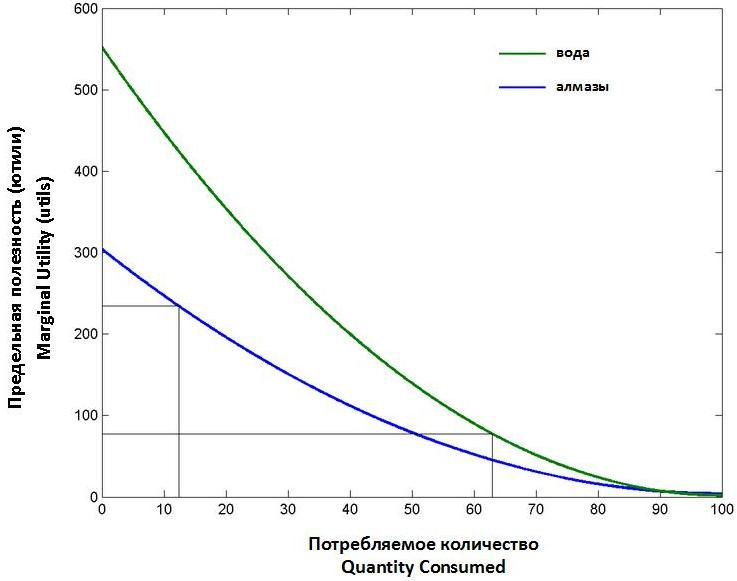 600
500
400
300
200
100
0
вода
алмазы
Предельная полезность (ютили)
Marginal Utility (utils)
0 10 20 30 40 50 60 70 80 90 100
Потребляемое количество
Quantity Consumed